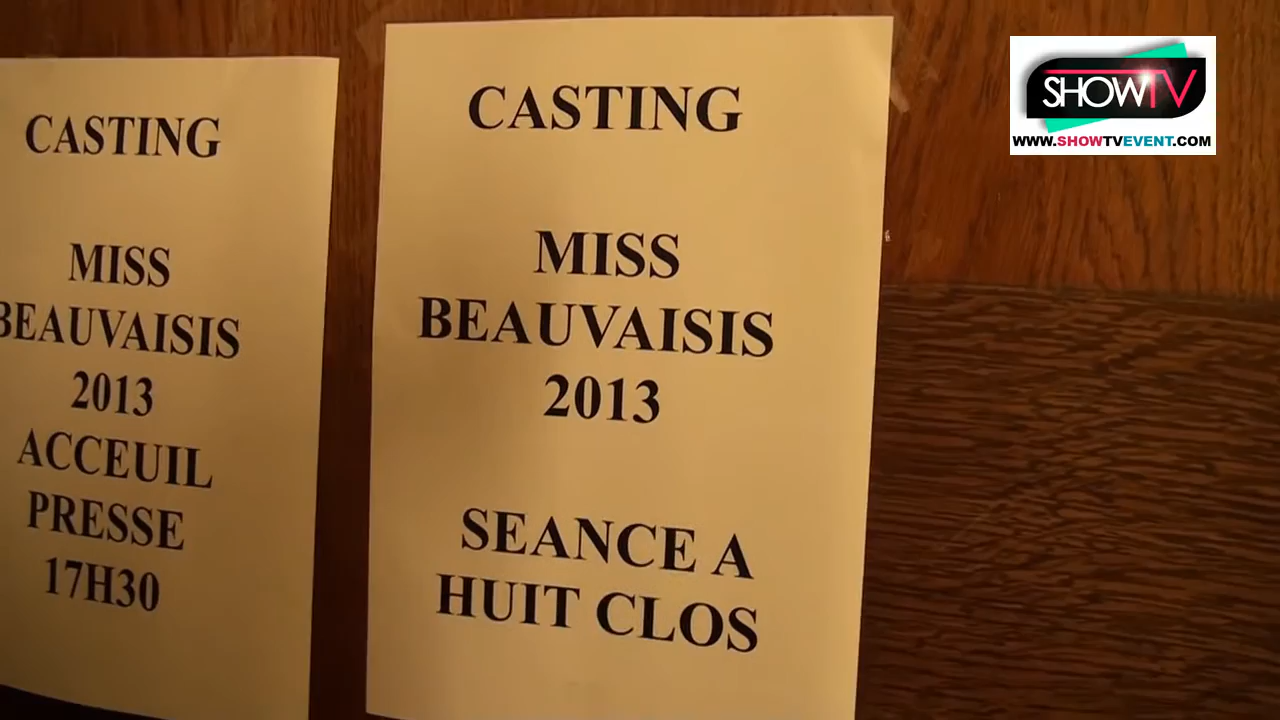 CASTING
MISS
BEAUVAISIS
2013
ACCEUIL
PRESSE
17H30
CASTING
MISS
BEAUVAISIS
2013
SEANCE A
HUIT CLOS
SHOWTV
WWW.SHOWTVEVENT.COM